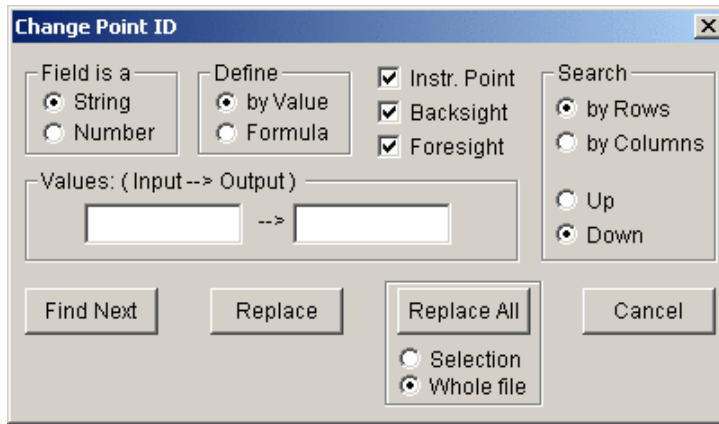 Change Point ID
Field is a
String
Number
Define
by Value
Formula
Instr. Point
Backsight
Foresight
Search
by Rows
by Columns
Up
Down
Values: ( Input --> Output )
-->
Find Next
Replace
Replace All
Selection
Whole file
Cancel